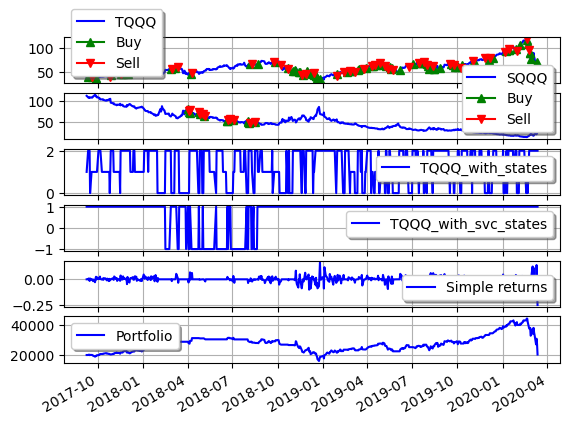 TQQQ
Buy
Sell
100
50
SQQQ
Buy
Sell
100
50
2
0
TQQQ_with_states
1
0
−1
TQQQ_with_svc_states
0.00
−0.25
Simple returns
40000
20000
Portfolio
2017-10
2018-01
2018-04
2018-07
2018-10
2019-01
2019-04
2019-07
2019-10
2020-01
2020-04